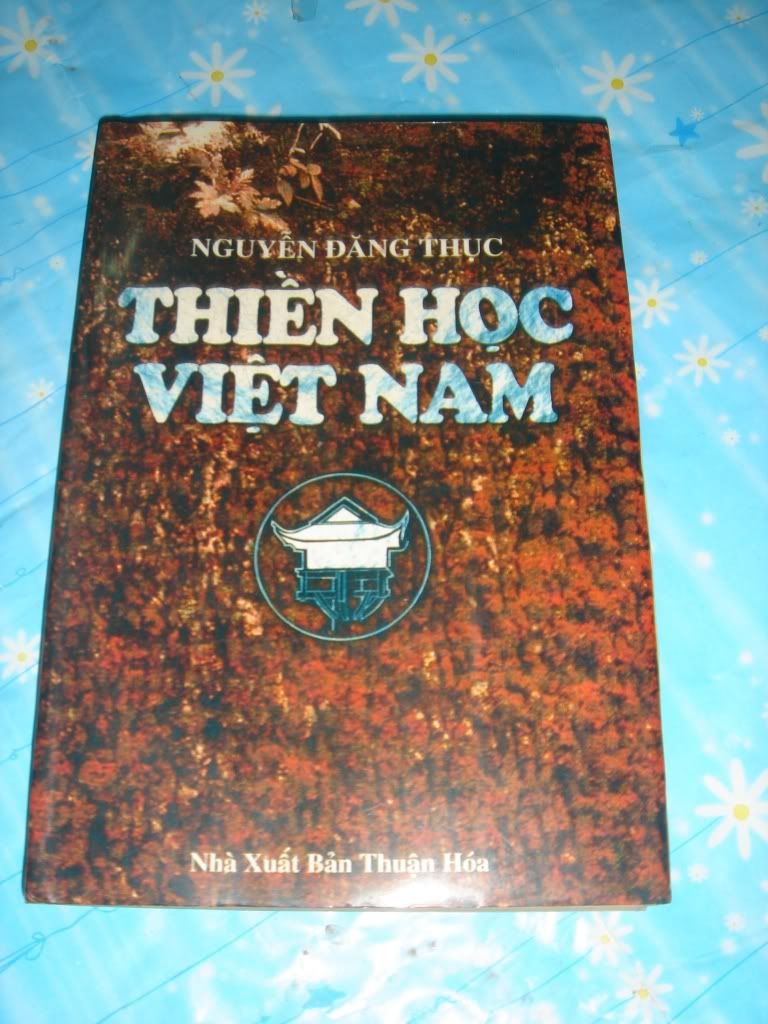 NGUYỄN ĐĂNG THỤC
THIỀN HỌC
VIỆT NAM
Nhà Xuất Bản Thuận Hóa